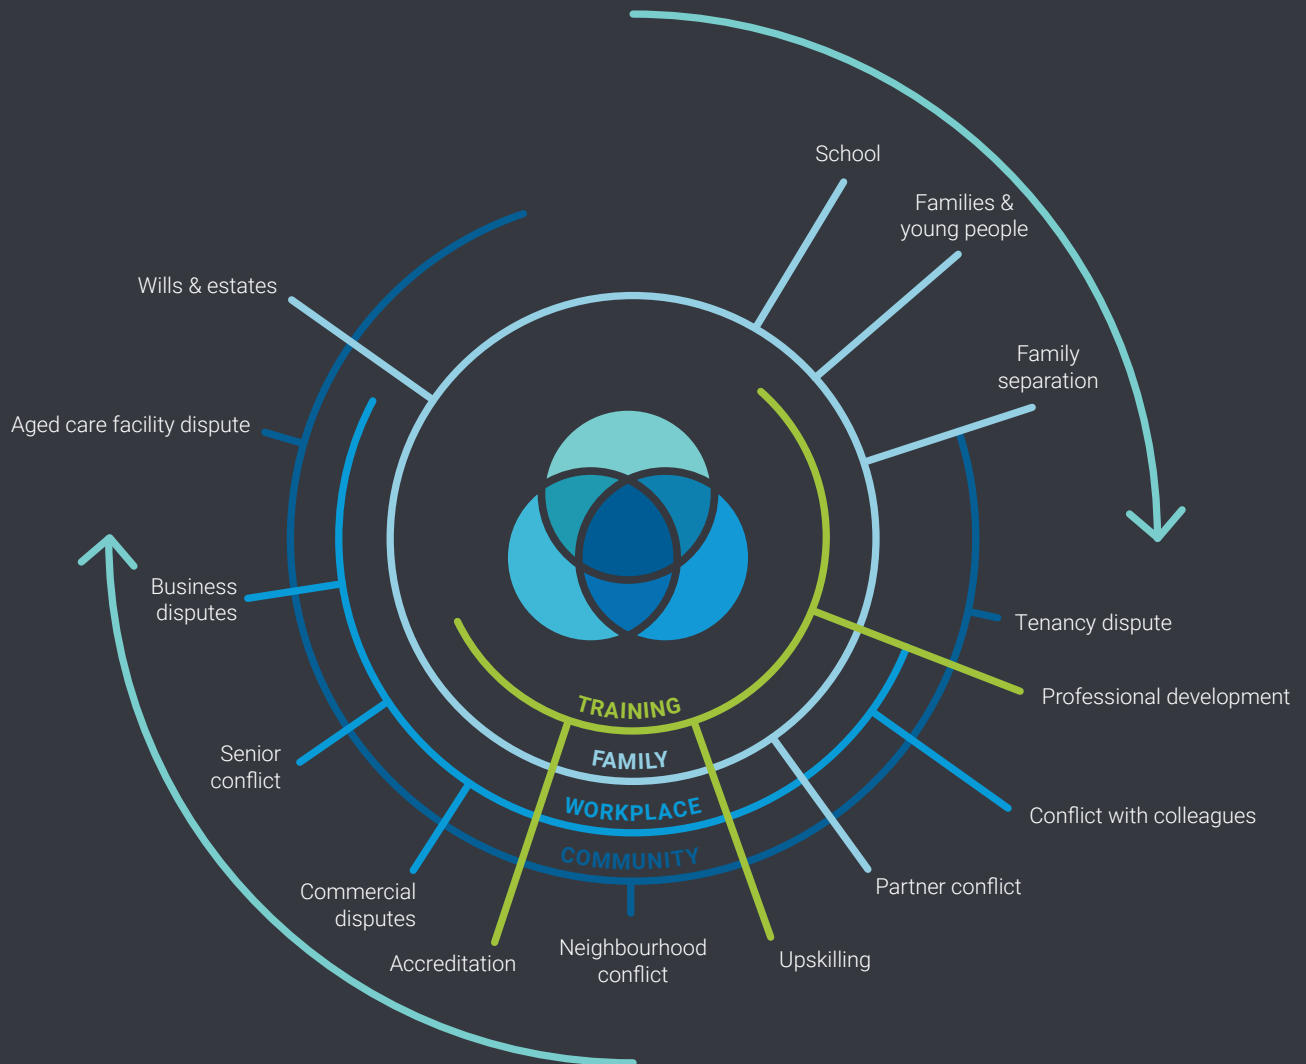 School
Families &
young people
Wills & estates
Family
separation
Aged care facility dispute
Business
disputes
Tenancy dispute
Professional development
TRAINING
FAMILY
WORKPLACE
COMMUNITY
Senior
conflict
Conflict with colleagues
Commercial
disputes
Partner conflict
Accreditation
Neighbourhood
conflict
Upskilling